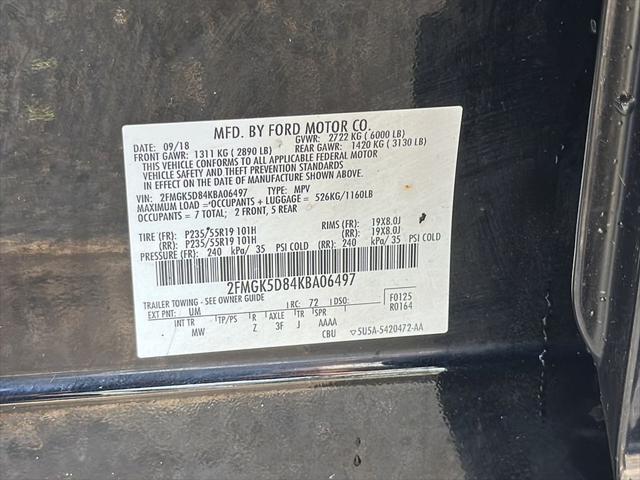 MFD. BY FORD MOTOR CO.
DATE: 09/18 GVWR: 2722 KG (6000 LB)
FRONT GAWR: 1311 KG (2890 LB) REAR GAWR: 1420 KG (3130 LB)
THIS VEHICLE CONFORMS TO ALL APPLICABLE FEDERAL MOTOR
VEHICLE SAFETY AND THEFT PREVENTION STANDARDS
IN EFFECT ON THE DATE OF MANUFACTURE SHOWN ABOVE.
VIN: 2FMGK5D84KBA06497 TYPE: MPV
MAXIMUM LOAD = OCCUPANTS + LUGGAGE = 526KG/1160LB
OCCUPANTS = 7 TOTAL; 2 FRONT, 5 REAR
TIRE (FR): P235/55R19 101H RIMS (FR): 19X8.0J
(RR): P235/55R19 101H (RR): 19X8.0J
PRESSURE (FR): 240 kPa/ 35 PSI COLD (RR): 240 kPa/ 35 PSI COLD
2FMGK5D84KBA06497
TRAILER TOWING - SEE OWNER GUIDE
EXT PNT: UM RC: 72 DSO: F0125
INT TR TP/PS R AXLE TR SPR R0164
MW Z 3F J AAAA
CBU ▽5U5A-5420472-AA